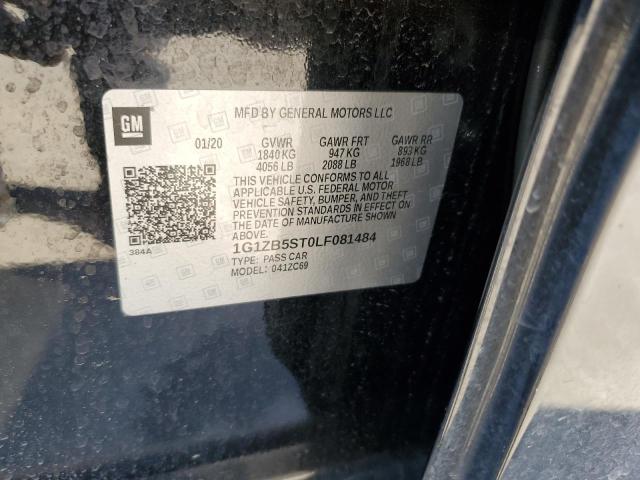 GM
MFD BY GENERAL MOTORS LLC
01/20 GVWR GAWR FRT GAWR RR
1840 KG 947 KG 893 KG
4056 LB 2088 LB 1968 LB
THIS VEHICLE CONFORMS TO ALL
APPLICABLE U.S. FEDERAL MOTOR
VEHICLE SAFETY, BUMPER, AND THEFT
PREVENTION STANDARDS IN EFFECT ON
THE DATE OF MANUFACTURE SHOWN
ABOVE.
384A
1G1ZB5ST0LF081484
TYPE: PASS CAR
MODEL: 041ZC69